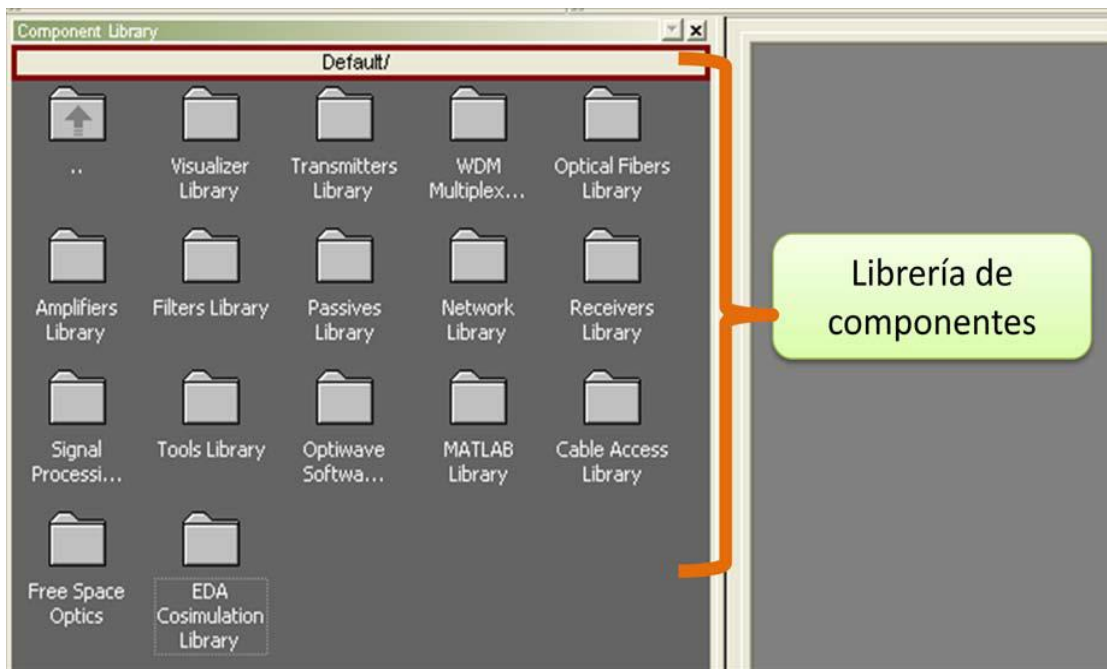 Component Library
Default/
..
Visualizer
Library
Transmitters
Library
WDM
Multiplex...
Optical Fibers
Library
Amplifiers
Library
Filters Library
Passives
Library
Network
Library
Receivers
Library
Signal
Processi...
Tools Library
Optiwave
Softwa...
MATLAB
Library
Cable Access
Library
Free Space
Optics
EDA
Cosimulation
Library
Librería de
componentes